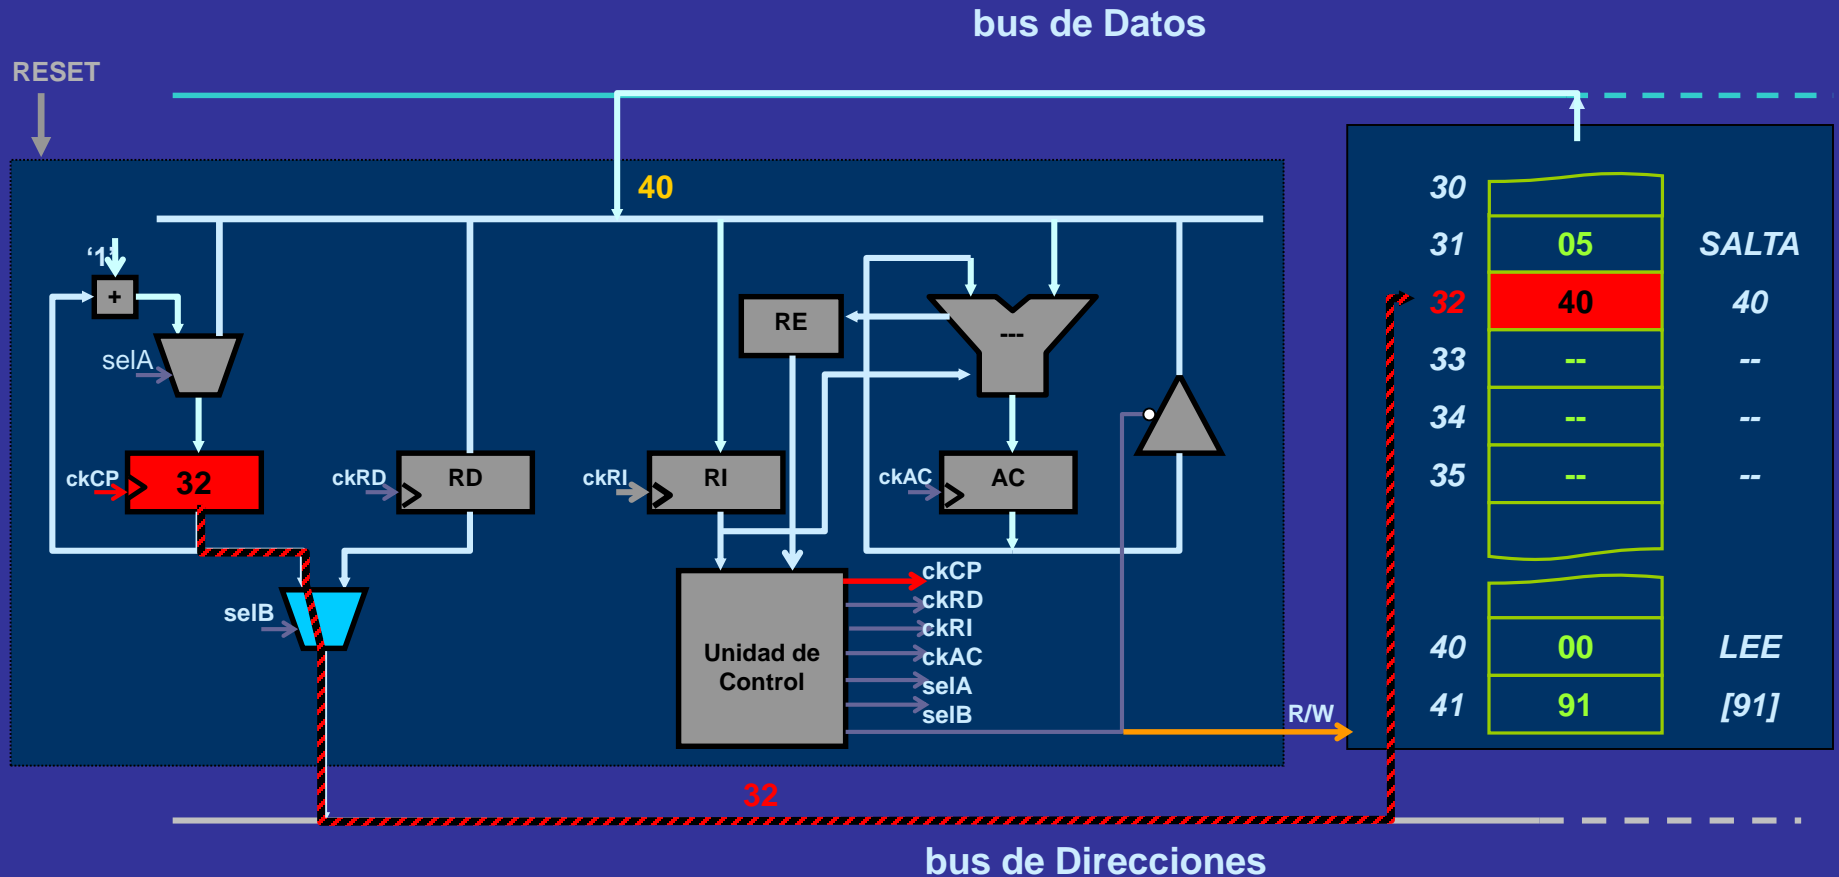 bus de Datos
RESET
40
‘1’
+
selA
ckCP
32
ckRD
RD
selB
RE
ckRI
RI
---
ckAC
AC
Unidad de
Control
ckCP
ckRD
ckRI
ckAC
selA
selB
R/W
30
31 05 SALTA
32 40 40
33 -- --
34 -- --
35 -- --
40 00 LEE
41 91 [91]
32
bus de Direcciones